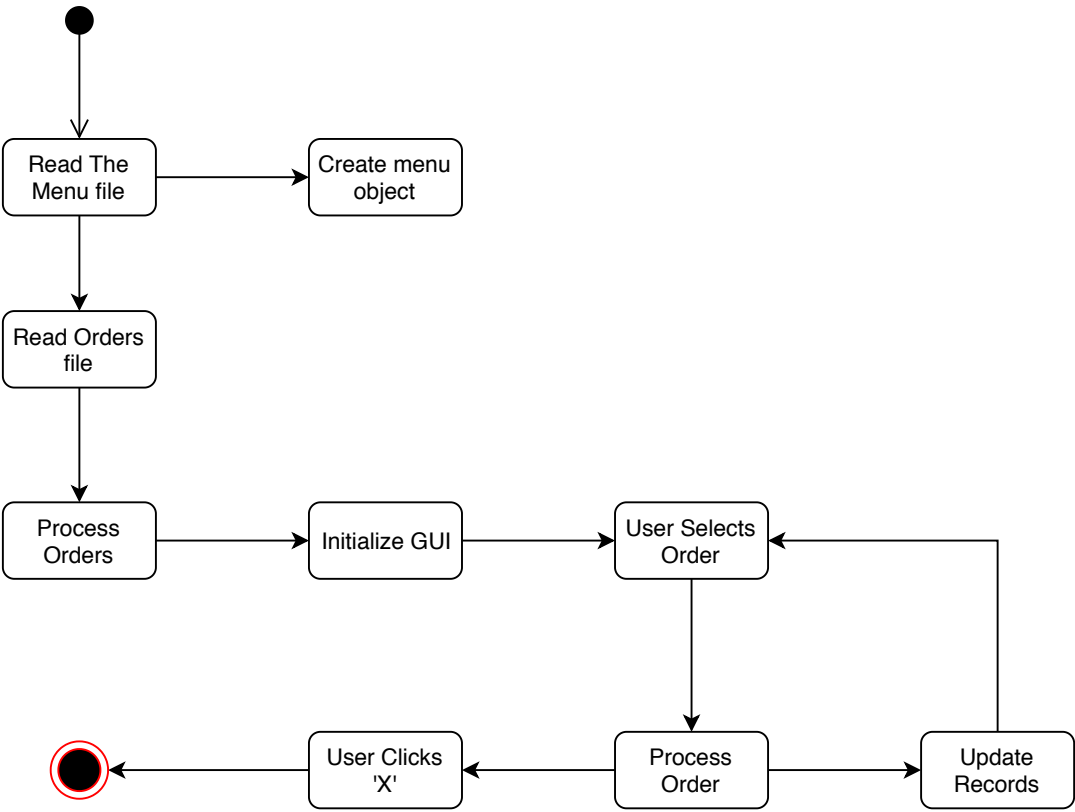 Read The
Menu file
Create menu
object
Read Orders
file
Process
Orders
Initialize GUI
User Selects
Order
User Clicks
'X'
Process
Order
Update
Records